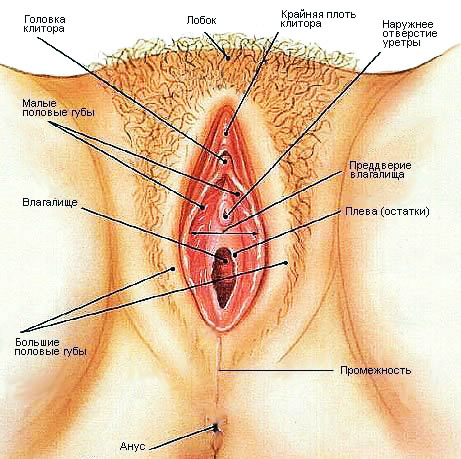 Головка
клитора
Лобок
Крайняя плоть
клитора
Наружнее
отверстие
уретры
Малые
половые губы
Преддверие
влагалища
Влагалище
Плева (остатки)
Большие
половые губы
Промежность
Анус